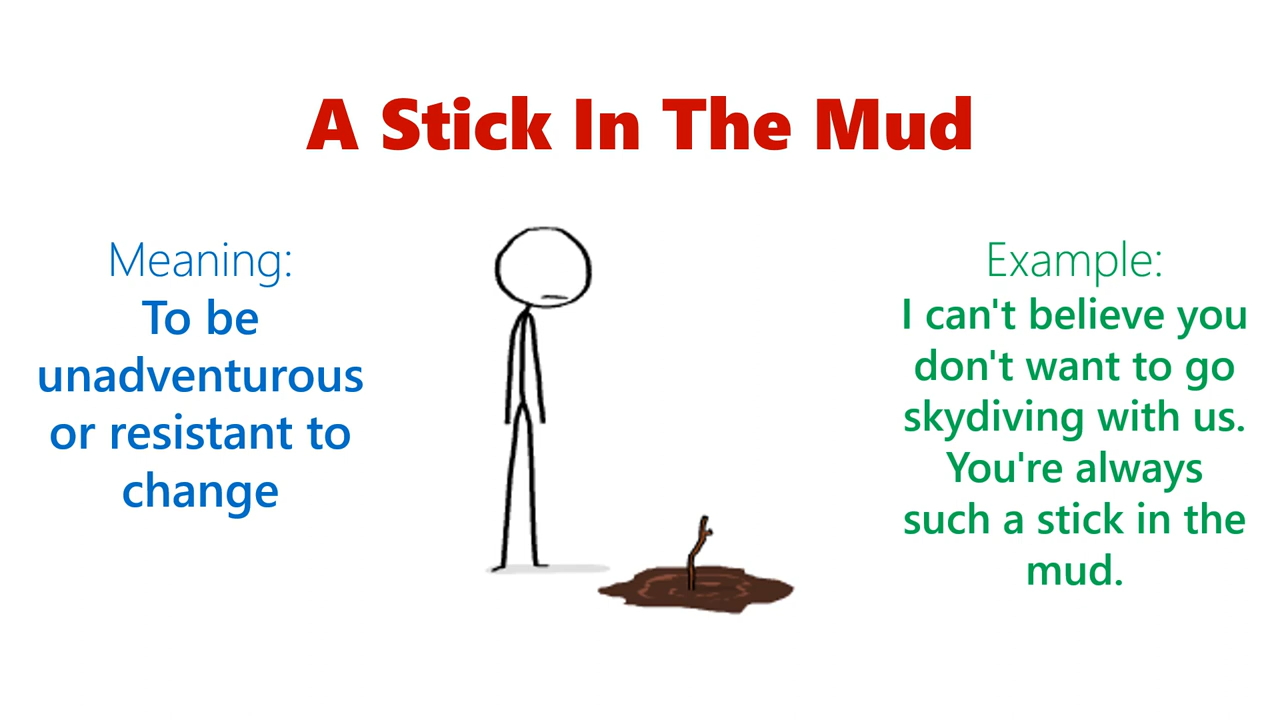 A Stick In The Mud
Meaning:
To be
unadventurous
or resistant to
change
Example:
I can't believe you
don't want to go
skydiving with us.
You're always
such a stick in the
mud.